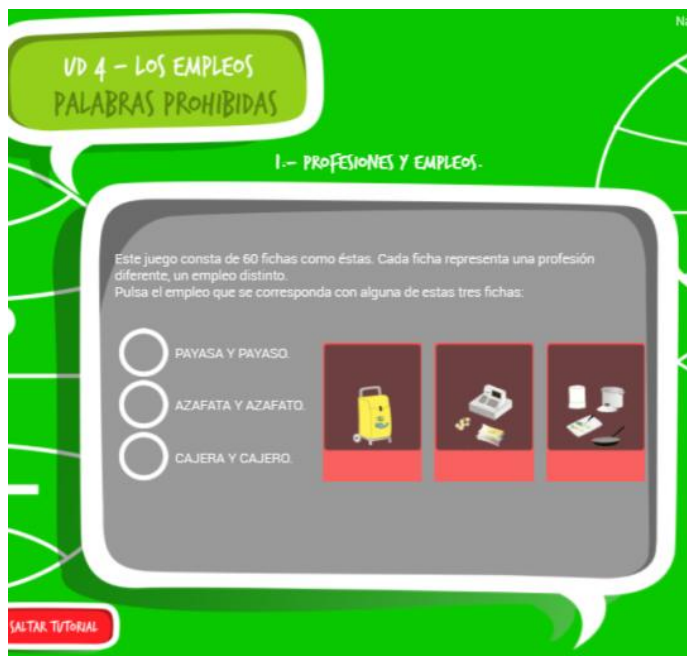 UD 4 – LOS EMPLEOS
PALABRAS PROHIBIDAS
1.– PROFESIONES Y EMPLEOS.
Este juego consta de 60 fichas como éstas. Cada ficha representa una profesión
diferente, un empleo distinto.
Pulsa el empleo que se corresponda con alguna de estas tres fichas:
PAYASA Y PAYASO.
AZAFATA Y AZAFATO.
CAJERA Y CAJERO.
SALTAR TUTORIAL